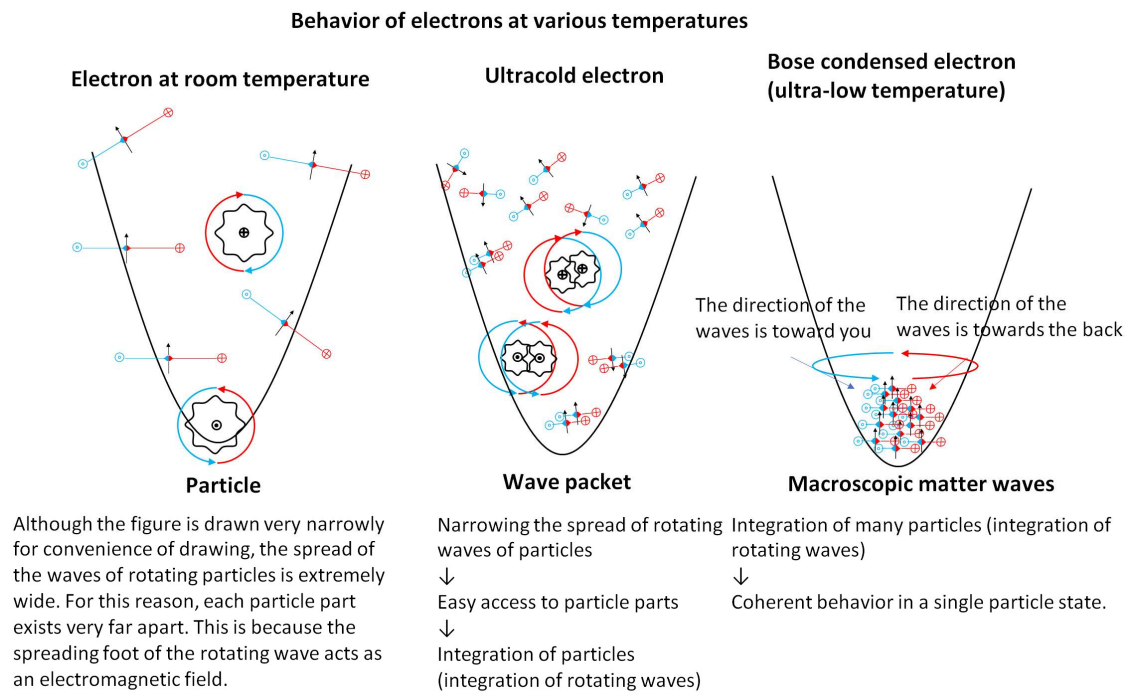 Behavior of electrons at various temperatures
Electron at room temperature
Ultracold electron
Bose condensed electron
(ultra-low temperature)
The direction of the
waves is toward you
The direction of the
waves is towards the back
Particle
Wave packet
Macroscopic matter waves
Although the figure is drawn very narrowly
for convenience of drawing, the spread of
the waves of rotating particles is extremely
wide. For this reason, each particle part
exists very far apart. This is because the
spreading foot of the rotating wave acts as
an electromagnetic field.
Narrowing the spread of rotating
waves of particles
↓
Easy access to particle parts
↓
Integration of particles
(integration of rotating waves)
Integration of many particles (integration of
rotating waves)
↓
Coherent behavior in a single particle state.